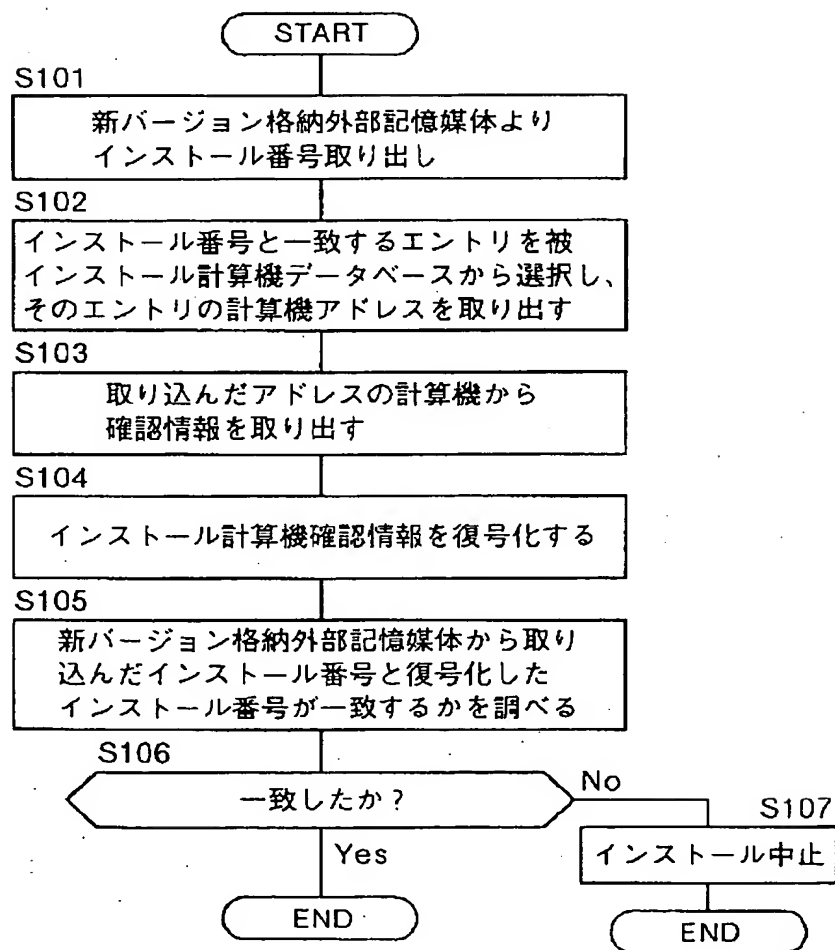 START
S101
新バージョン格納外部記憶媒体より
インストール番号取り出し
S102
インストール番号と一致するエントリを被
インストール計算機データベースから選択し、
そのエントリの計算機アドレスを取り出す
S103
取り込んだアドレスの計算機から
確認情報を取り出す
S104
インストール計算機確認情報を復号化する
S105
新バージョン格納外部記憶媒体から取り
込んだインストール番号と復号化した
インストール番号が一致するかを調べる
S106
一致したか？
No
S107
インストール中止
Yes
END
END